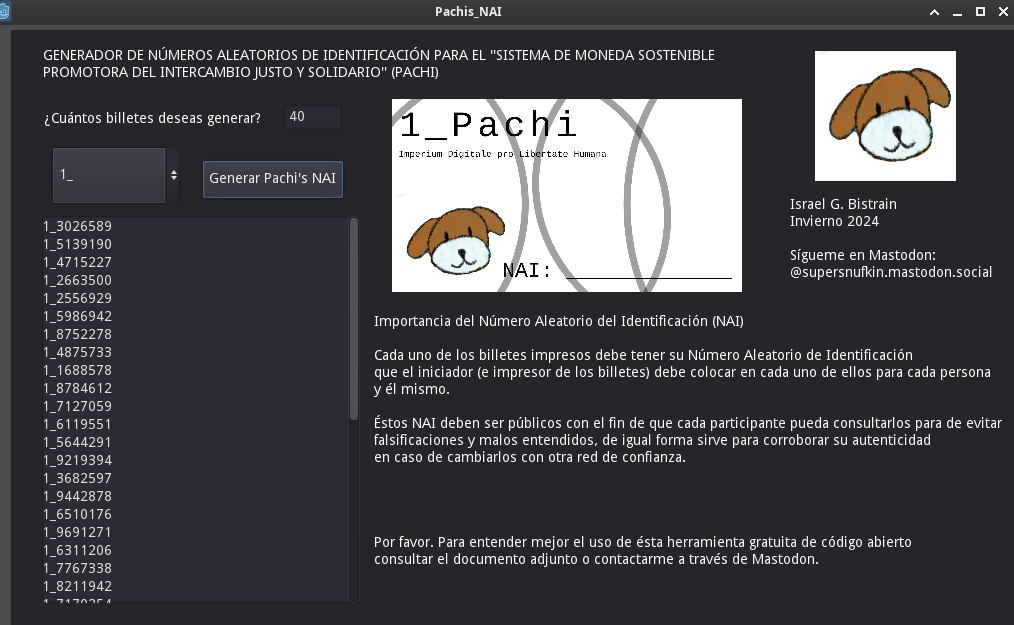 Pachis_NAI
GENERADOR DE NÚMEROS ALEATORIOS DE IDENTIFICACIÓN PARA EL "SISTEMA DE MONEDA SOSTENIBLE
PROMOTORA DEL INTERCAMBIO JUSTO Y SOLIDARIO" (PACHI)
¿Cuántos billetes deseas generar?
40
1_
Generar Pachi's NAI
1_3026589
1_5139190
1_4715227
1_2663500
1_2556929
1_5986942
1_8752278
1_4875733
1_1688578
1_8784612
1_7127059
1_6119551
1_5644291
1_9219394
1_3682597
1_9442878
1_6510176
1_9691271
1_6311206
1_7767338
1_8211942
1_Pachi
Imperium Digitale pro Libertate Humana
NAI:
Importancia del Número Aleatorio del Identificación (NAI)
Cada uno de los billetes impresos debe tener su Número Aleatorio de Identificación
que el iniciador (e impresor de los billetes) debe colocar en cada uno de ellos para cada persona
y él mismo.
Éstos NAI deben ser públicos con el fin de que cada participante pueda consultarlos para de evitar
falsificaciones y malos entendidos, de igual forma sirve para corroborar su autenticidad
en caso de cambiarlos con otra red de confianza.
Por favor. Para entender mejor el uso de ésta herramienta gratuita de código abierto
consultar el documento adjunto o contactarme a través de Mastodon.
Israel G. Bistrain
Invierno 2024
Sígueme en Mastodon:
@supersnufkin.mastodon.social